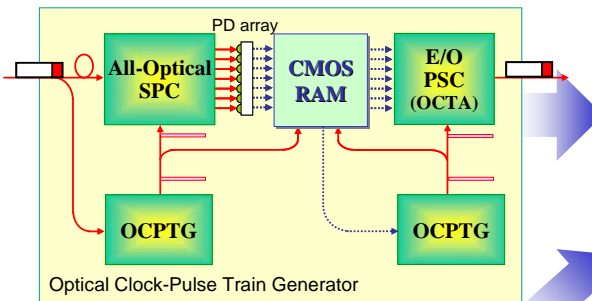 PD array
All-Optical
SPC
CMOS
RAM
E/O
PSC
(OCTA)
OCPTG
OCPTG
Optical Clock-Pulse Train Generator